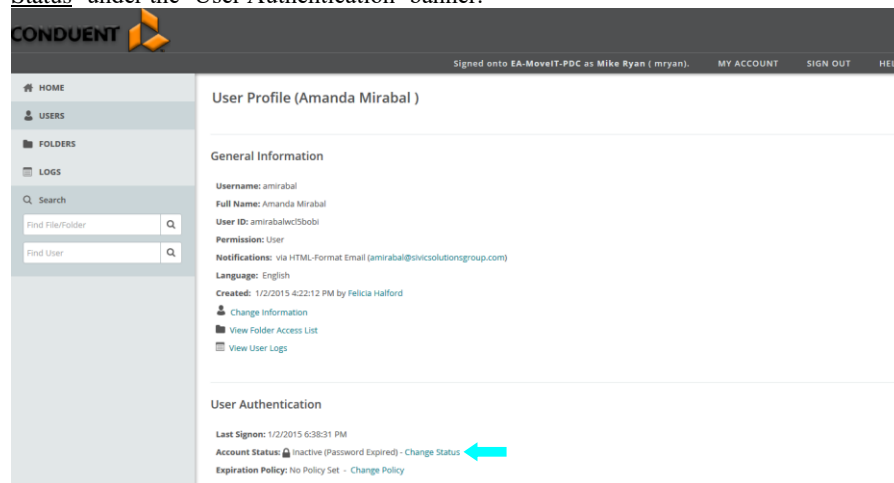 Status" under the "User Authentication" banner.
CONDUENT
Signed onto EA-MoveIT-PDC as Mike Ryan ( mryan). MY ACCOUNT SIGN OUT HEL
HOME
USERS
FOLDERS
LOGS
Search
Find File/Folder
Find User
User Profile (Amanda Mirabal )
General Information
Username: amirabal
Full Name: Amanda Mirabal
User ID: amirabalwcl5bobi
Permission: User
Notifications: via HTML-Format Email (amirabal@sivicsolutionsgroup.com)
Language: English
Created: 1/2/2015 4:22:12 PM by Felicia Halford
Change Information
View Folder Access List
View User Logs
User Authentication
Last Signon: 1/2/2015 6:38:31 PM
Account Status: Inactive (Password Expired) - Change Status
Expiration Policy: No Policy Set - Change Policy